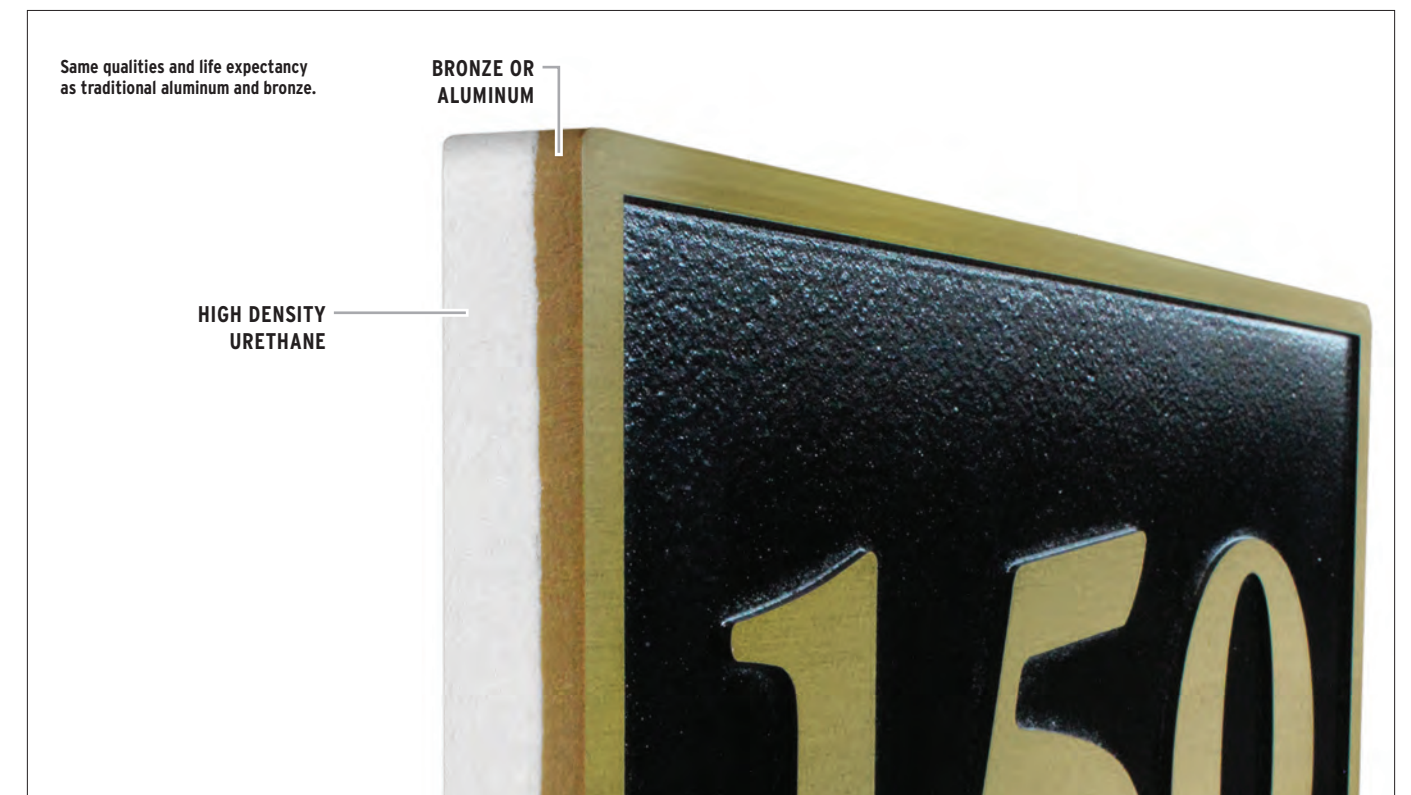 Same qualities and life expectancy
as traditional aluminum and bronze.
BRONZE OR
ALUMINUM
HIGH DENSITY
URETHANE
150